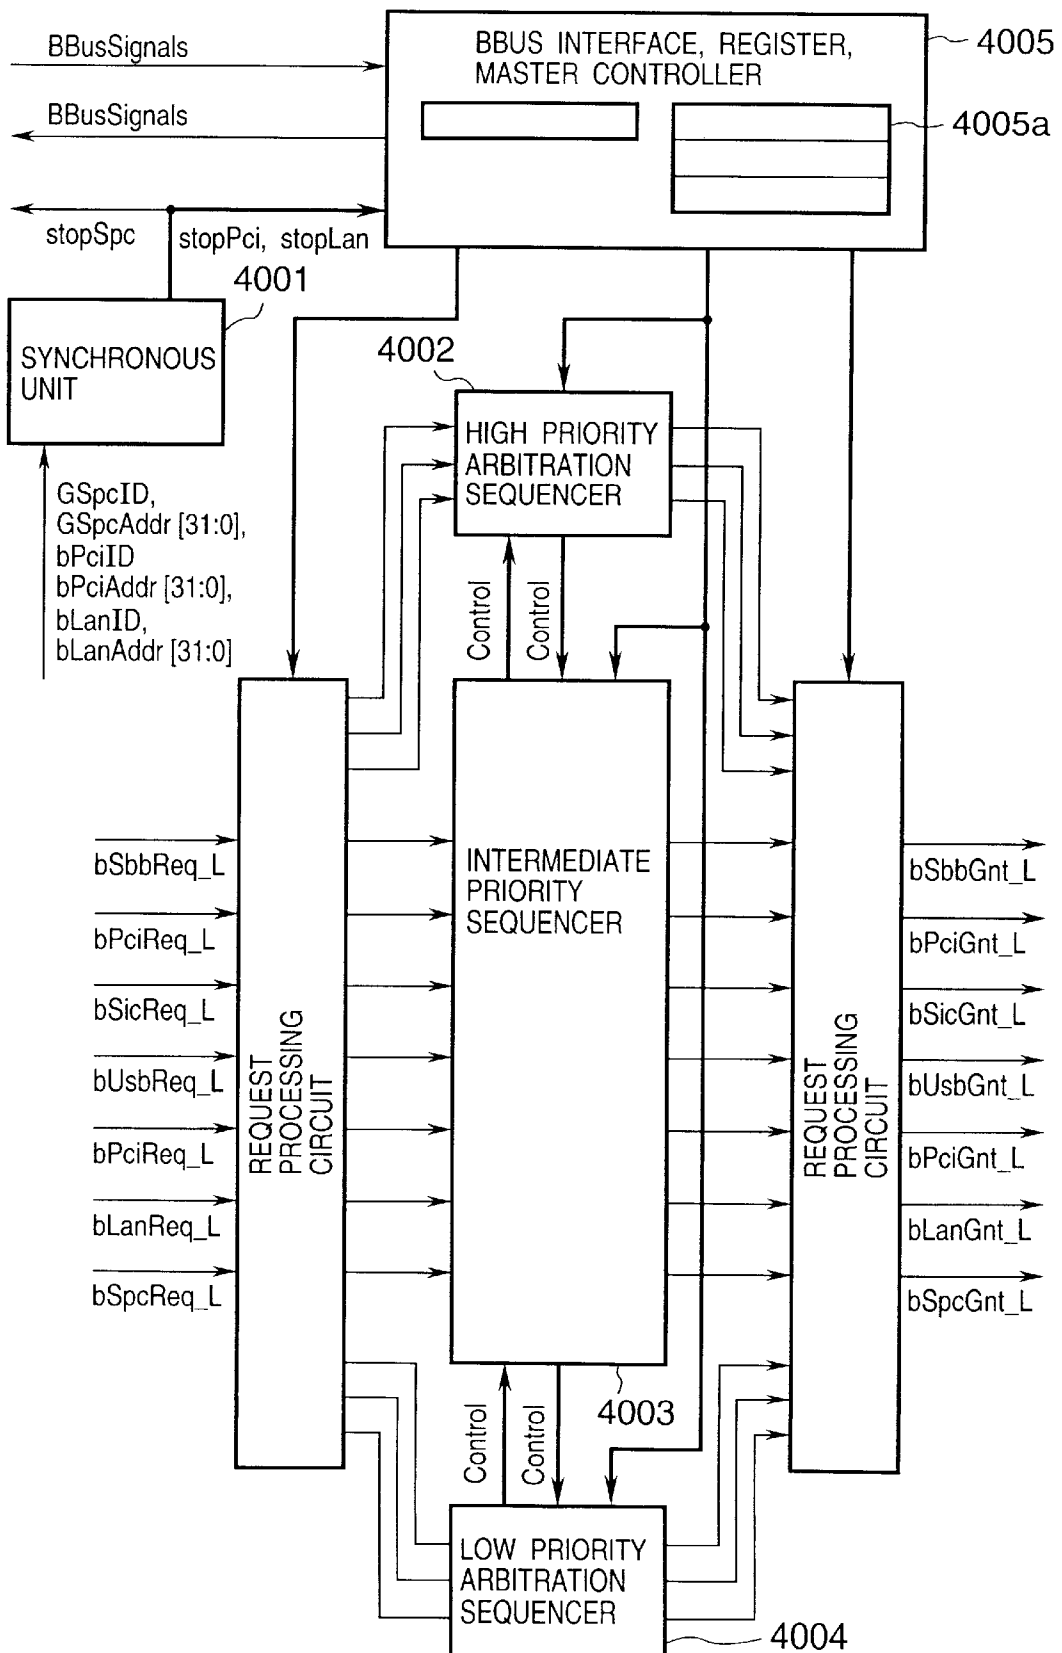 BBusSignals
BBUS INTERFACE, REGISTER,
MASTER CONTROLLER
4005
BBusSignals
4005a
stopSpc
stopPci, stopLan
4001
SYNCHRONOUS
UNIT
4002
HIGH PRIORITY
ARBITRATION
SEQUENCER
GSpcID,
GSpcAddr [31:0],
bPciID
bPciAddr [31:0],
bLanID,
bLanAddr [31:0]
Control
Control
bSbbReq_L
bPciReq_L
bSicReq_L
bUsbReq_L
bPciReq_L
bLanReq_L
bSpcReq_L
REQUEST
PROCESSING
CIRCUIT
INTERMEDIATE
PRIORITY
SEQUENCER
REQUEST
PROCESSING
CIRCUIT
bSbbGnt_L
bPciGnt_L
bSicGnt_L
bUsbGnt_L
bPciGnt_L
bLanGnt_L
bSpcGnt_L
4003
Control
Control
LOW PRIORITY
ARBITRATION
SEQUENCER
4004